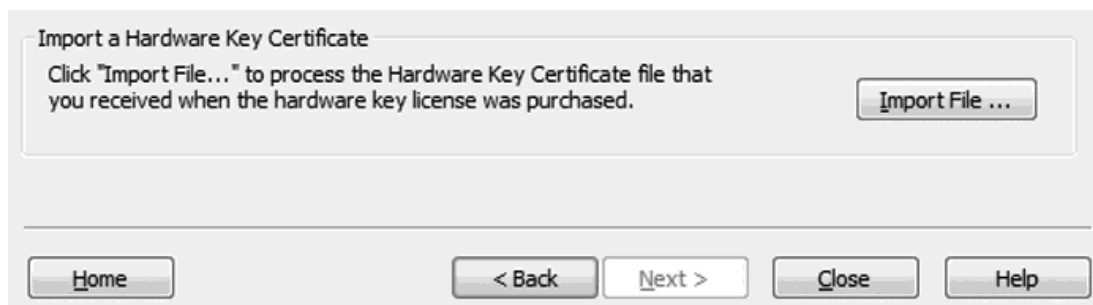 Import a Hardware Key Certificate
Click "Import File..." to process the Hardware Key Certificate file that
you received when the hardware key license was purchased.
Import File ...
Home
< Back
Next >
Close
Help